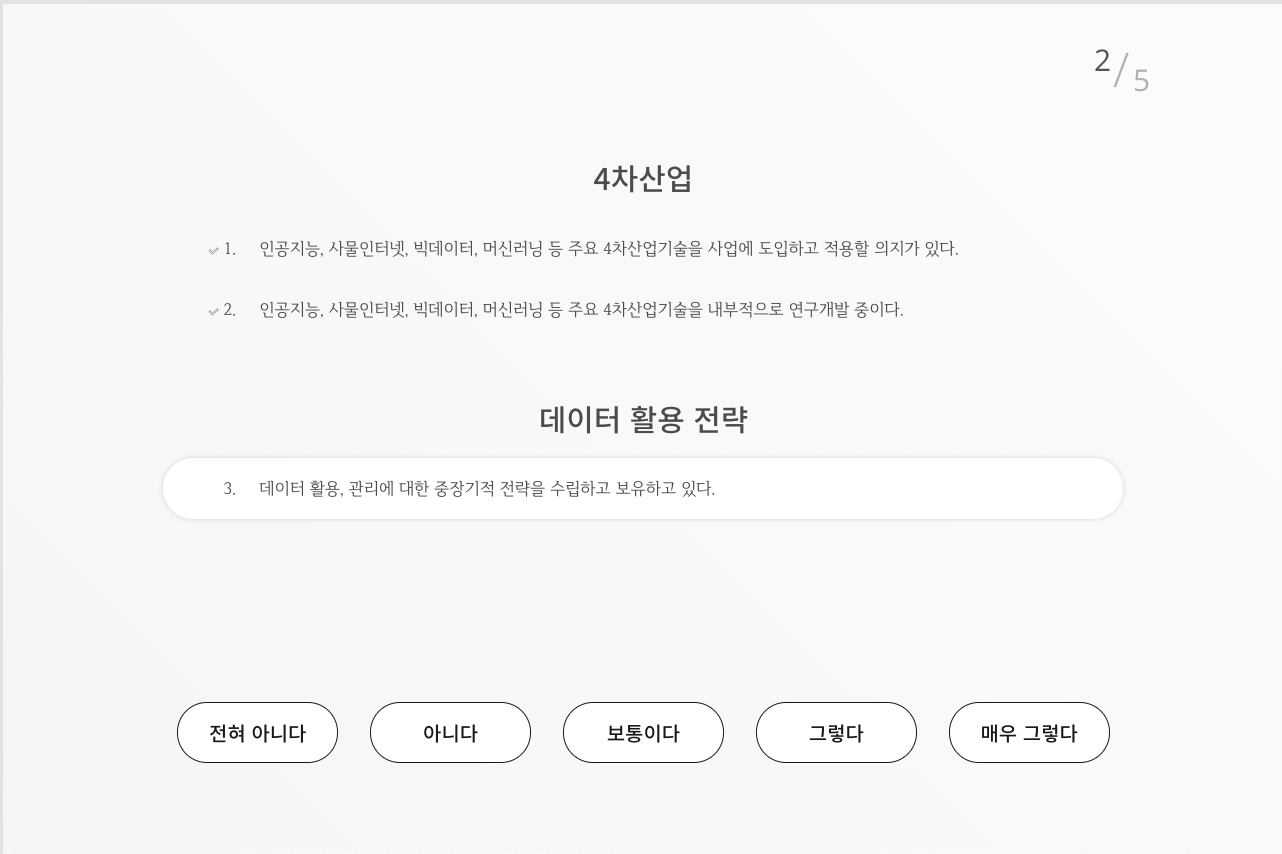 2/5
4차산업
1. 인공지능, 사물인터넷, 빅데이터, 머신러닝 등 주요 4차산업기술을 사업에 도입하고 적용할 의지가 있다.
2. 인공지능, 사물인터넷, 빅데이터, 머신러닝 등 주요 4차산업기술을 내부적으로 연구개발 중이다.
데이터 활용 전략
3. 데이터 활용, 관리에 대한 중장기적 전략을 수립하고 보유하고 있다.
전혀 아니다 아니다 보통이다 그렇다 매우 그렇다